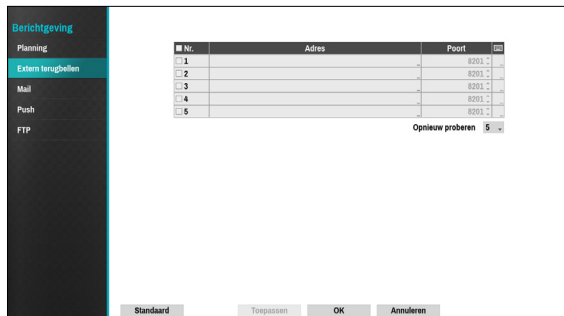 Berichtgeving
Planning
Extern terugbellen
Mail
Push
FTP
Nr. Adres Poort
1 8201
2 8201
3 8201
4 8201
5 8201
Opnieuw proberen 5
Standaard Toepassen OK Annuleren